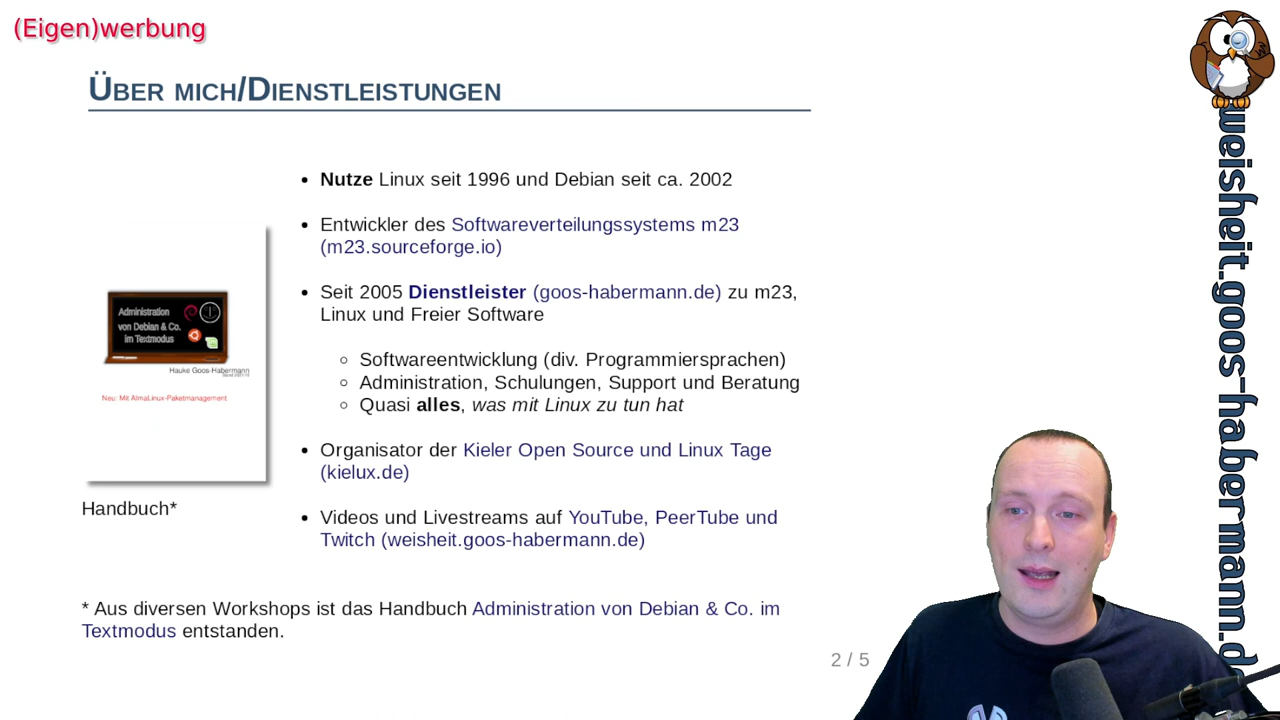 (Eigen)werbung
ÜBER MICH/DIENSTLEISTUNGEN
• Nutze Linux seit 1996 und Debian seit ca. 2002
• Entwickler des Softwareverteilungssystems m23
(m23.sourceforge.io)
• Seit 2005 Dienstleister (goos-habermann.de) zu m23,
Linux und Freier Software
◦ Softwareentwicklung (div. Programmiersprachen)
◦ Administration, Schulungen, Support und Beratung
◦ Quasi alles, was mit Linux zu tun hat
• Organisator der Kieler Open Source und Linux Tage
(kielux.de)
• Videos und Livestreams auf YouTube, PeerTube und
Twitch (weisheit.goos-habermann.de)
Administration
von Debian & Co.
im Textmodus
Hauke Goos-Habermann
Neu: Mit AlmaLinux-Paketmanagement
Handbuch*
* Aus diversen Workshops ist das Handbuch Administration von Debian & Co. im
Textmodus entstanden.
2 / 5
weisheit.goos-habermann.d